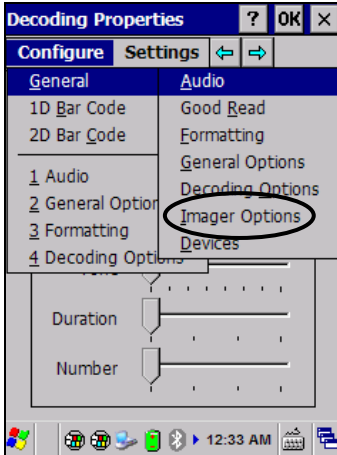 Decoding Properties ? OK ×
Configure Settings
General
1D Bar Code
2D Bar Code
1 Audio
2 General Option
3 Formatting
4 Decoding Options
Audio
Good Read
Formatting
General Options
Decoding Options
Imager Options
Devices
Duration
Number
12:33 AM